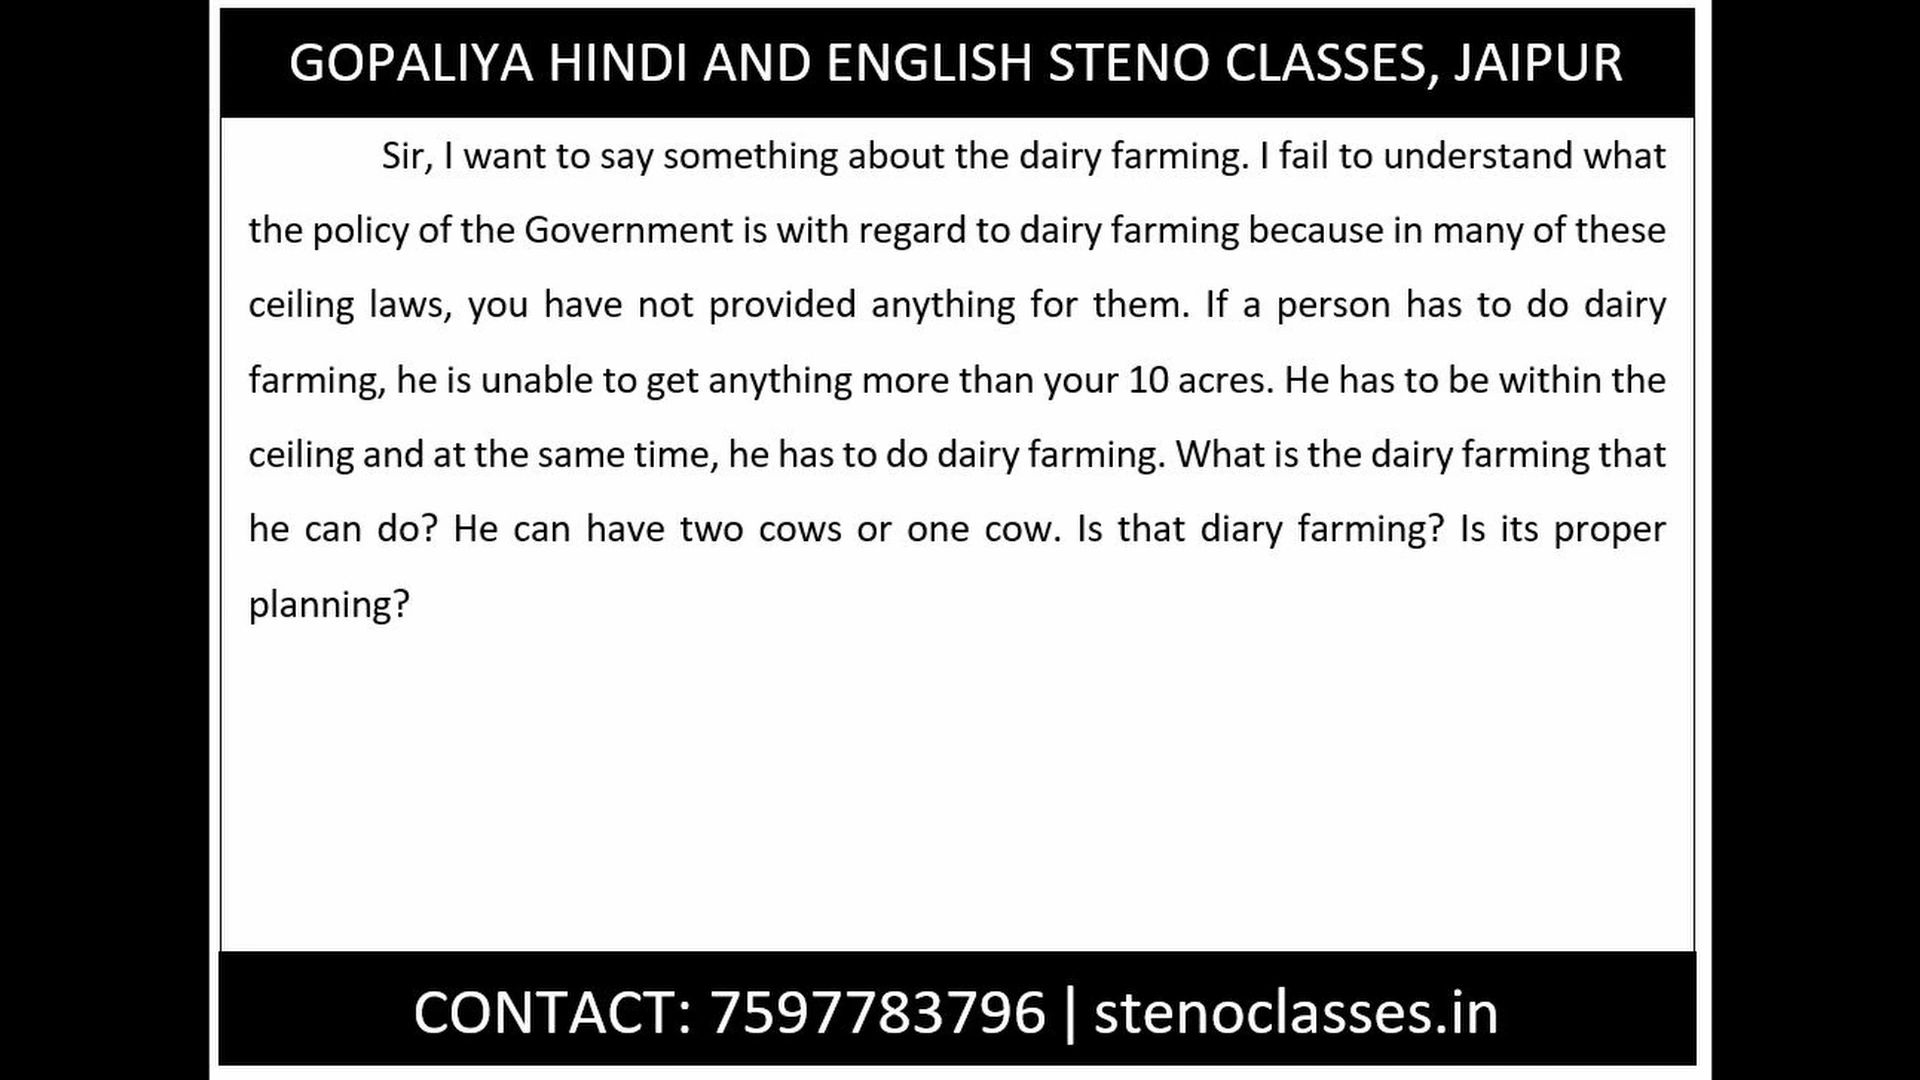 GOPALIYA HINDI AND ENGLISH STENO CLASSES, JAIPUR
Sir, I want to say something about the dairy farming. I fail to understand what
the policy of the Government is with regard to dairy farming because in many of these
ceiling laws, you have not provided anything for them. If a person has to do dairy
farming, he is unable to get anything more than your 10 acres. He has to be within the
ceiling and at the same time, he has to do dairy farming. What is the dairy farming that
he can do? He can have two cows or one cow. Is that diary farming? Is its proper
planning?
CONTACT: 7597783796 | stenoclasses.in